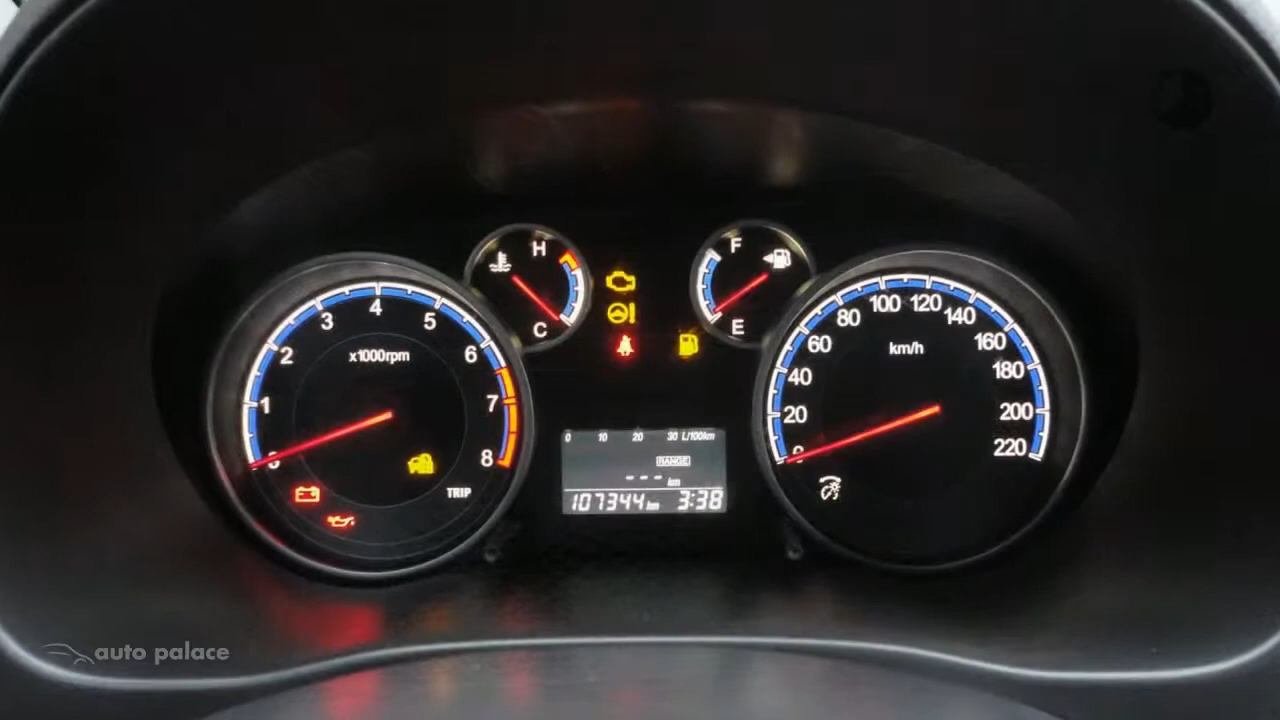 H
C
F
E
0
1
2
3
4
5
6
7
8
x1000rpm
TRIP
0 10 20 30 L/100km
RANGE
--- km
107344 km 3:38
0
20
40
60
80
100
120
140
160
180
200
220
km/h
auto palace